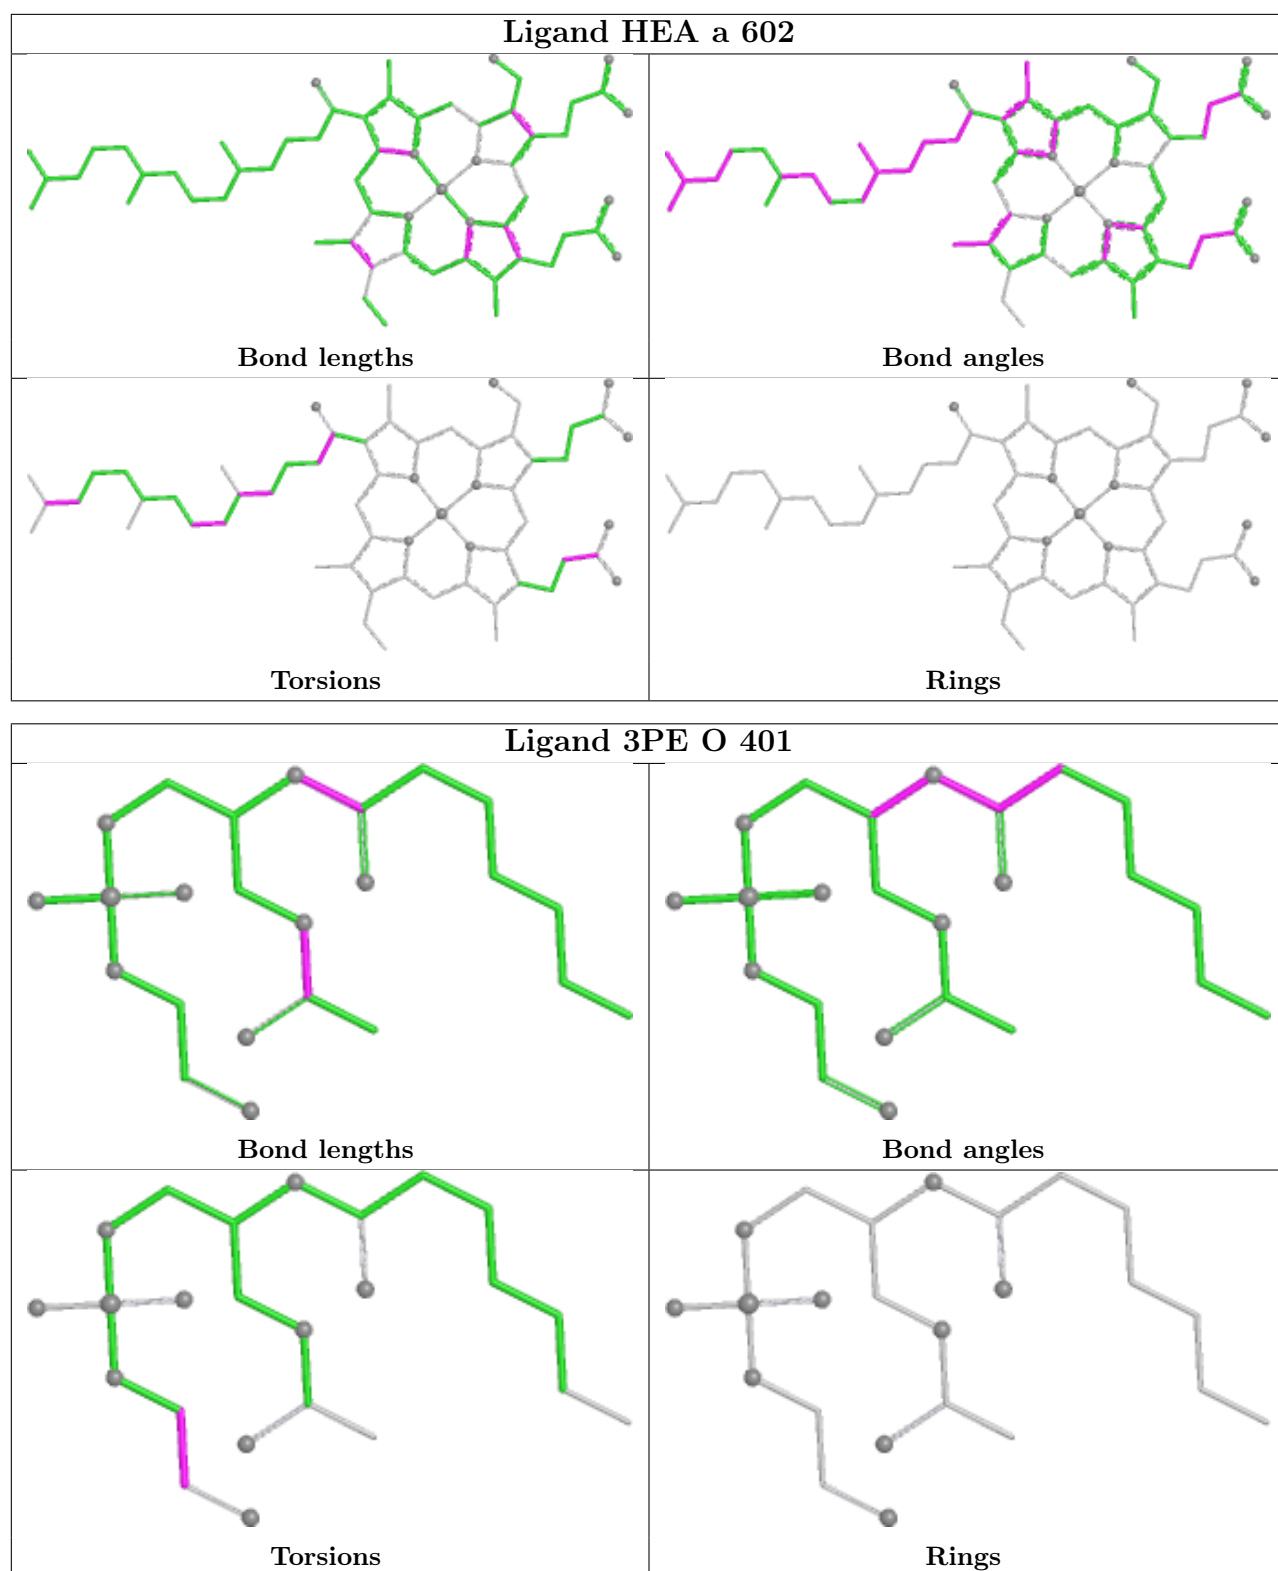 Ligand HEA a 602
Bond lengths
Bond angles
Torsions
Rings
Ligand 3PE O 401
Bond lengths
Bond angles
Torsions
Rings